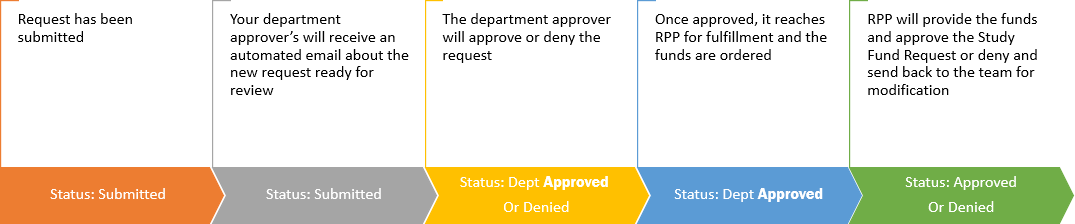 Request has been
submitted
Your department
approver's will receive an
automated email about the
new request ready for
review
The department approver
will approve or deny the
request
Once approved, it reaches
RPP for fulfillment and the
funds are ordered
RPP will provide the funds
and approve the Study
Fund Request or deny and
send back to the team for
modification
Status: Submitted
Status: Submitted
Status: Dept Approved
Or Denied
Status: Dept Approved
Status: Approved
Or Denied